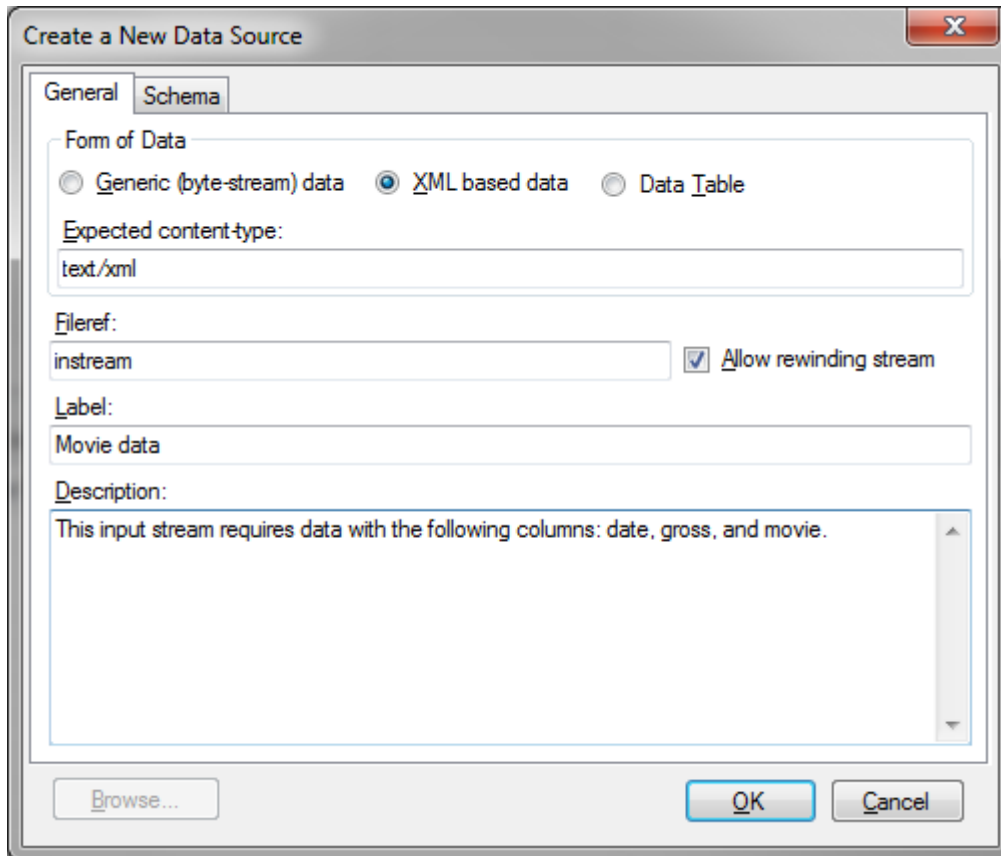 Create a New Data Source
General Schema
Form of Data
Generic (byte-stream) data XML based data Data Table
Expected content-type:
text/xml
Fileref:
instream Allow rewinding stream
Label:
Movie data
Description:
This input stream requires data with the following columns: date, gross, and movie.
Browse... OK Cancel